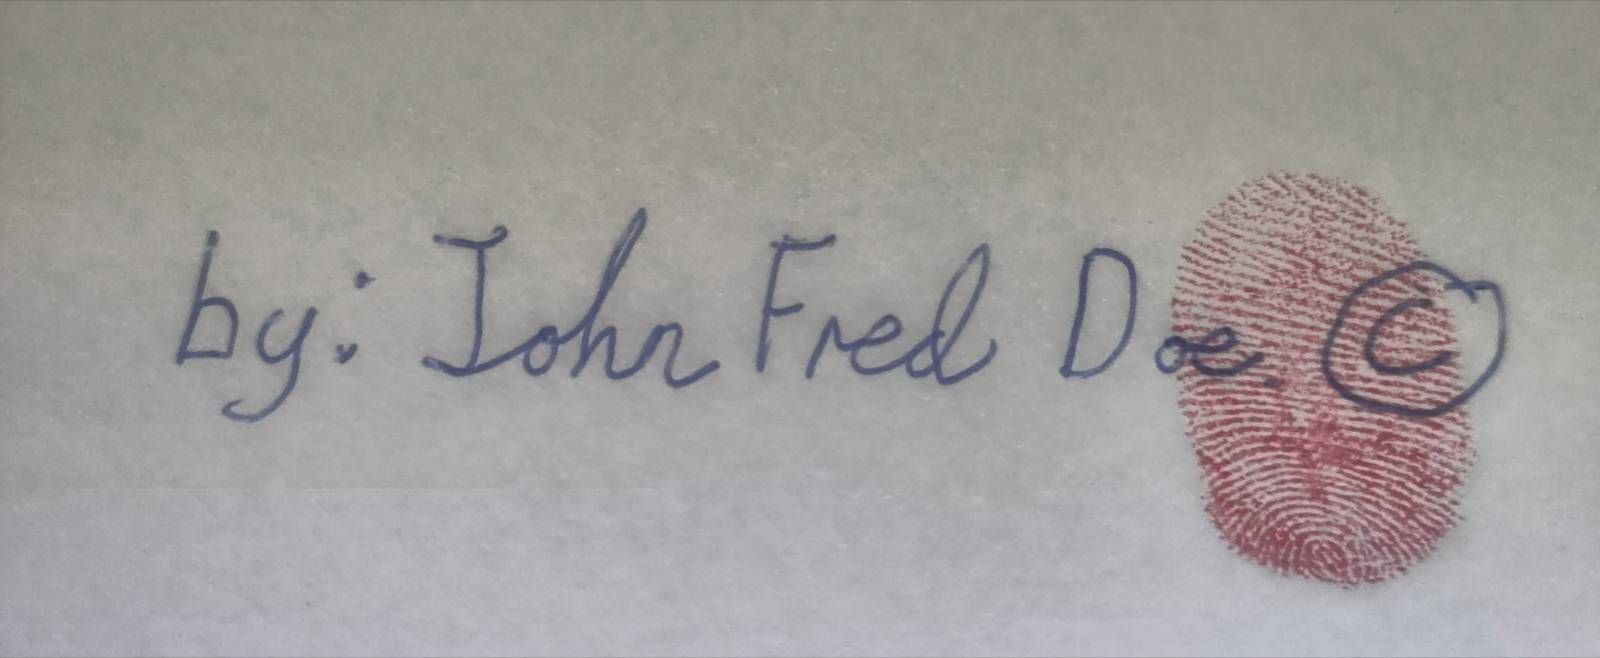 by: John Fred Doe. ©